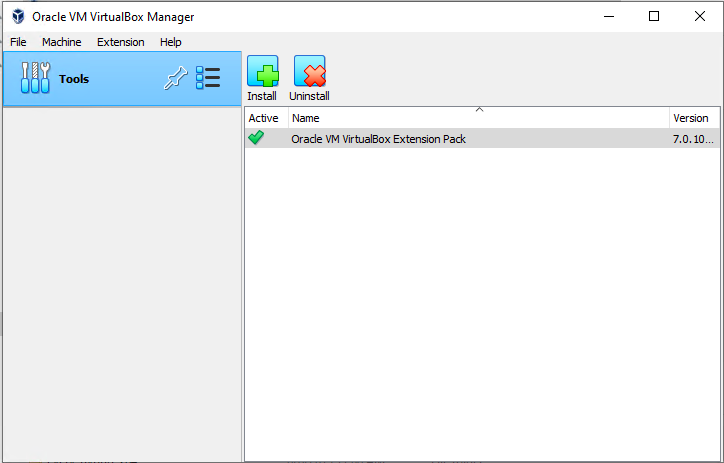 Oracle VM VirtualBox Manager
File Machine Extension Help
Tools
Install Uninstall
Active Name Version
Oracle VM VirtualBox Extension Pack 7.0.10...